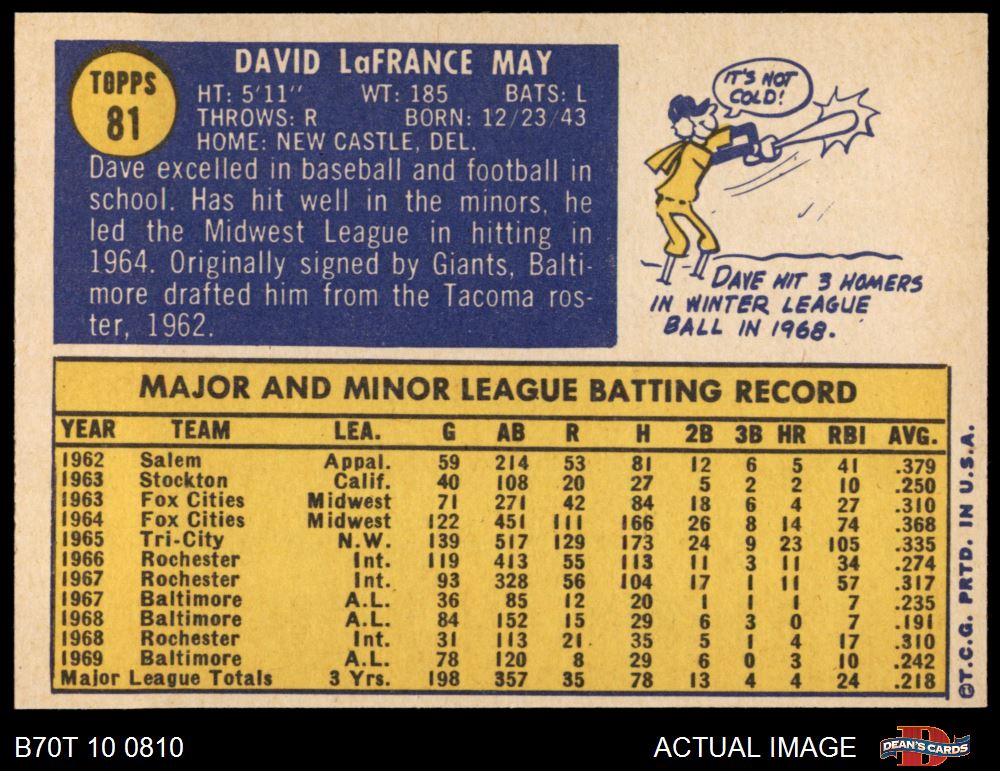 TOPPS
81
DAVID LaFRANCE MAY
HT: 5'11" WT: 185 BATS: L
THROWS: R BORN: 12/23/43
HOME: NEW CASTLE, DEL.
Dave excelled in baseball and football in
school. Has hit well in the minors, he
led the Midwest League in hitting in
1964. Originally signed by Giants, Balti-
more drafted him from the Tacoma ros-
ter, 1962.
IT'S NOT
COLD!
DAVE HIT 3 HOMERS
IN WINTER LEAGUE
BALL IN 1968.
MAJOR AND MINOR LEAGUE BATTING RECORD
YEAR TEAM LEA. G AB R H 2B 3B HR RBI AVG.
1962 Salem Appal. 59 214 53 81 12 6 5 41 .379
1963 Stockton Calif. 40 108 20 27 5 2 2 10 .250
1963 Fox Cities Midwest 71 271 42 84 18 6 4 27 .310
1964 Fox Cities Midwest 122 451 111 166 26 8 14 74 .368
1965 Tri-City N.W. 139 517 129 173 24 9 23 105 .335
1966 Rochester Int. 119 413 55 113 11 3 11 34 .274
1967 Rochester Int. 93 328 56 104 17 1 11 57 .317
1967 Baltimore A.L. 36 85 12 20 1 1 1 7 .235
1968 Baltimore A.L. 84 152 15 29 6 3 0 7 .191
1968 Rochester Int. 31 113 21 35 5 1 4 17 .310
1969 Baltimore A.L. 78 120 8 29 6 0 3 10 .242
Major League Totals 3 Yrs. 198 357 35 78 13 4 4 24 .218
©T.C.G. PRTD. IN U.S.A.
B70T 10 0810
ACTUAL IMAGE
DEAN'S CARDS